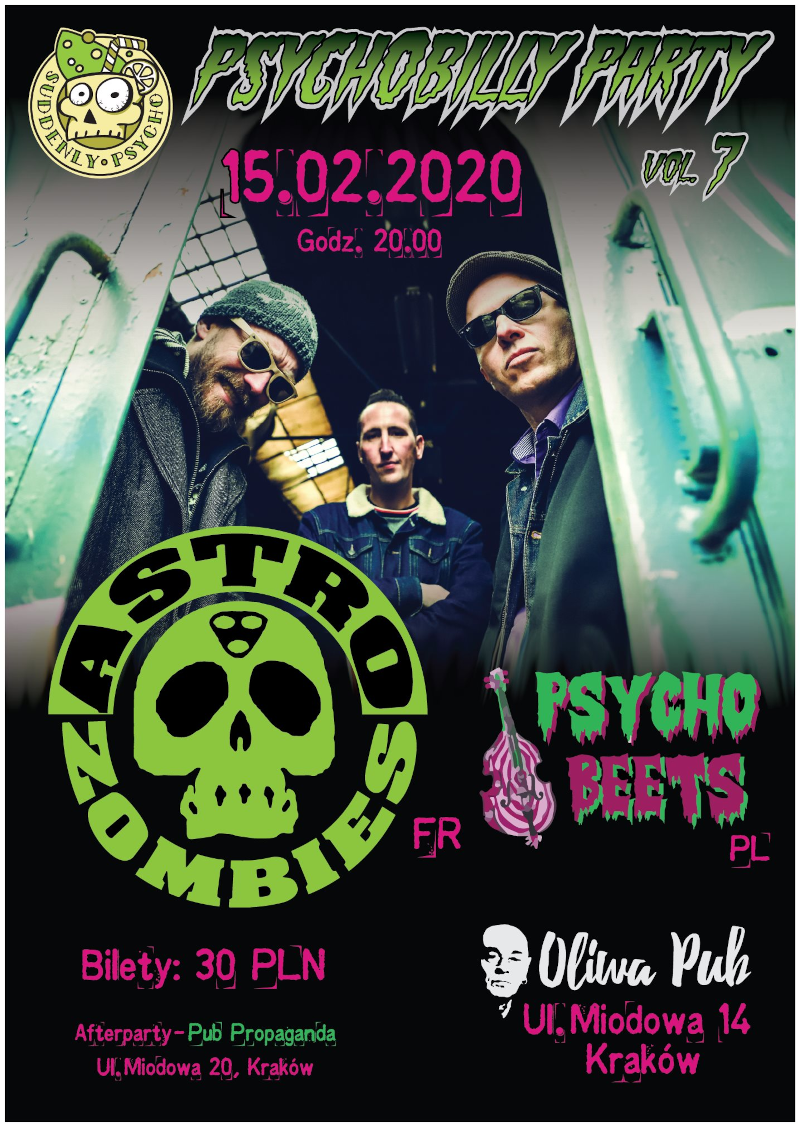 SUDDENLY • PSYCHO
PSYCHOBILLY PARTY
VOL. 7
15.02.2020
Godz. 20.00
ASTRO
ZOMBIES
FR
PSYCHO
BEETS
PL
Bilety: 30 PLN
Afterparty - Pub Propaganda
Ul. Miodowa 20, Kraków
Oliwa Pub
Ul. Miodowa 14
Kraków